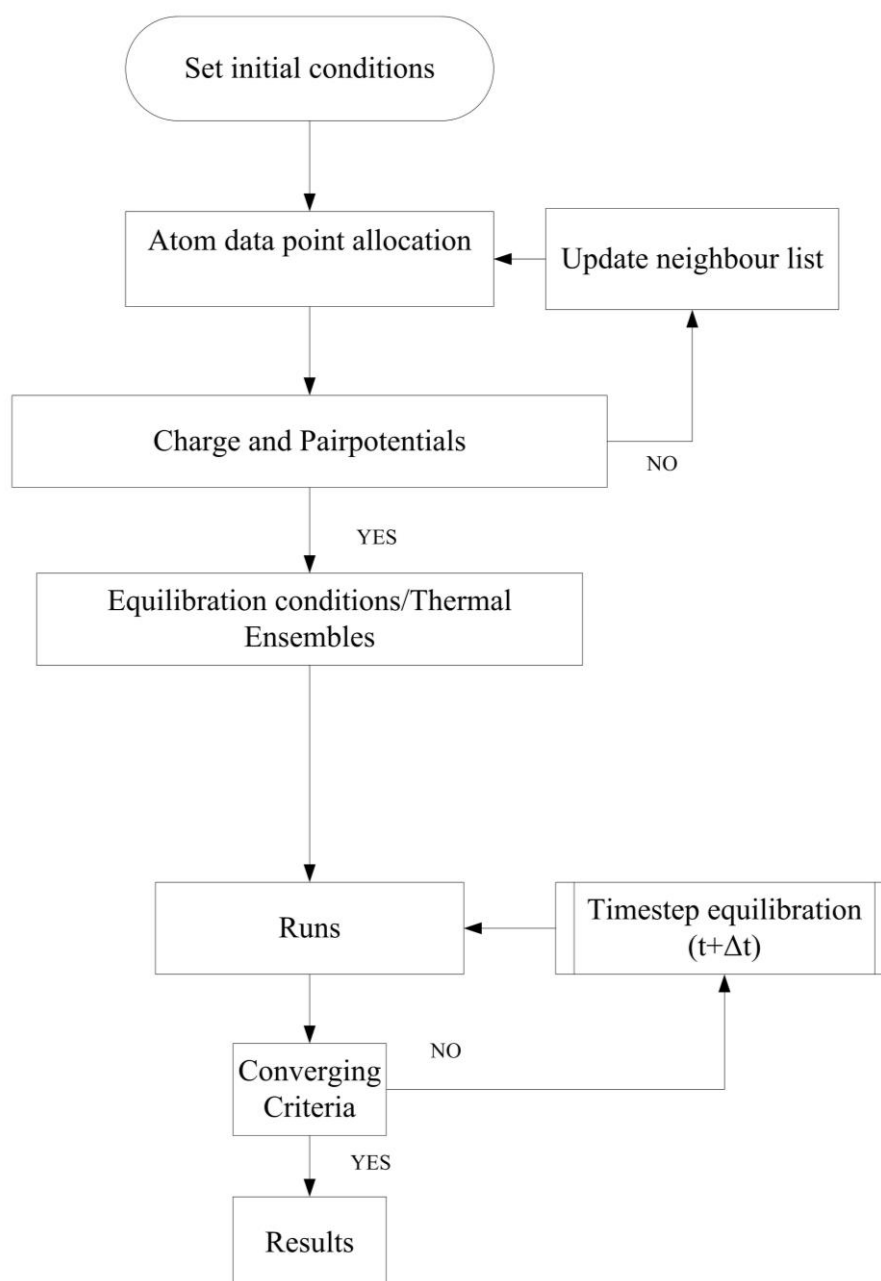 Set initial conditions
Atom data point allocation
Update neighbour list
Charge and Pairpotentials
NO
YES
Equilibration conditions/Thermal
Ensembles
Runs
Timestep equilibration
(t+Δt)
NO
Converging
Criteria
YES
Results